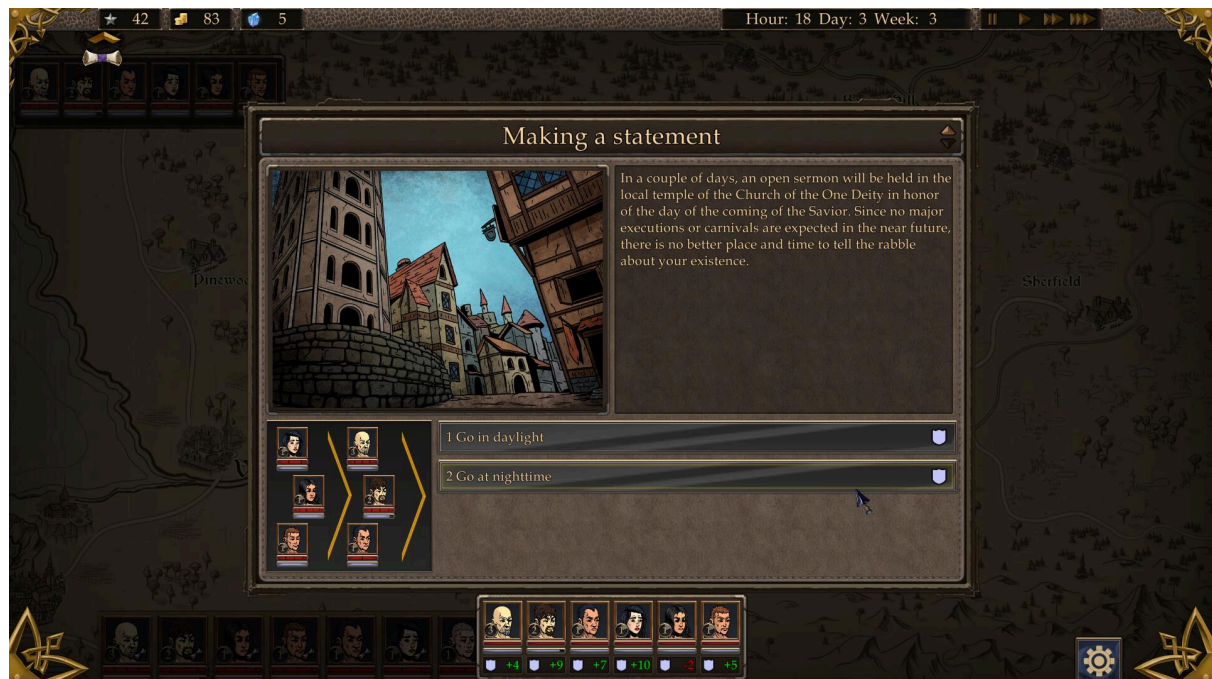 42
83
5
Hour: 18 Day: 3 Week: 3
Making a statement
In a couple of days, an open sermon will be held in the
local temple of the Church of the One Deity in honor
of the day of the coming of the Savior. Since no major
executions or carnivals are expected in the near future,
there is no better place and time to tell the rabble
about your existence.
Sherfield
1 Go in daylight
2 Go at nighttime
+4 +9 +7 +10 -2 +5